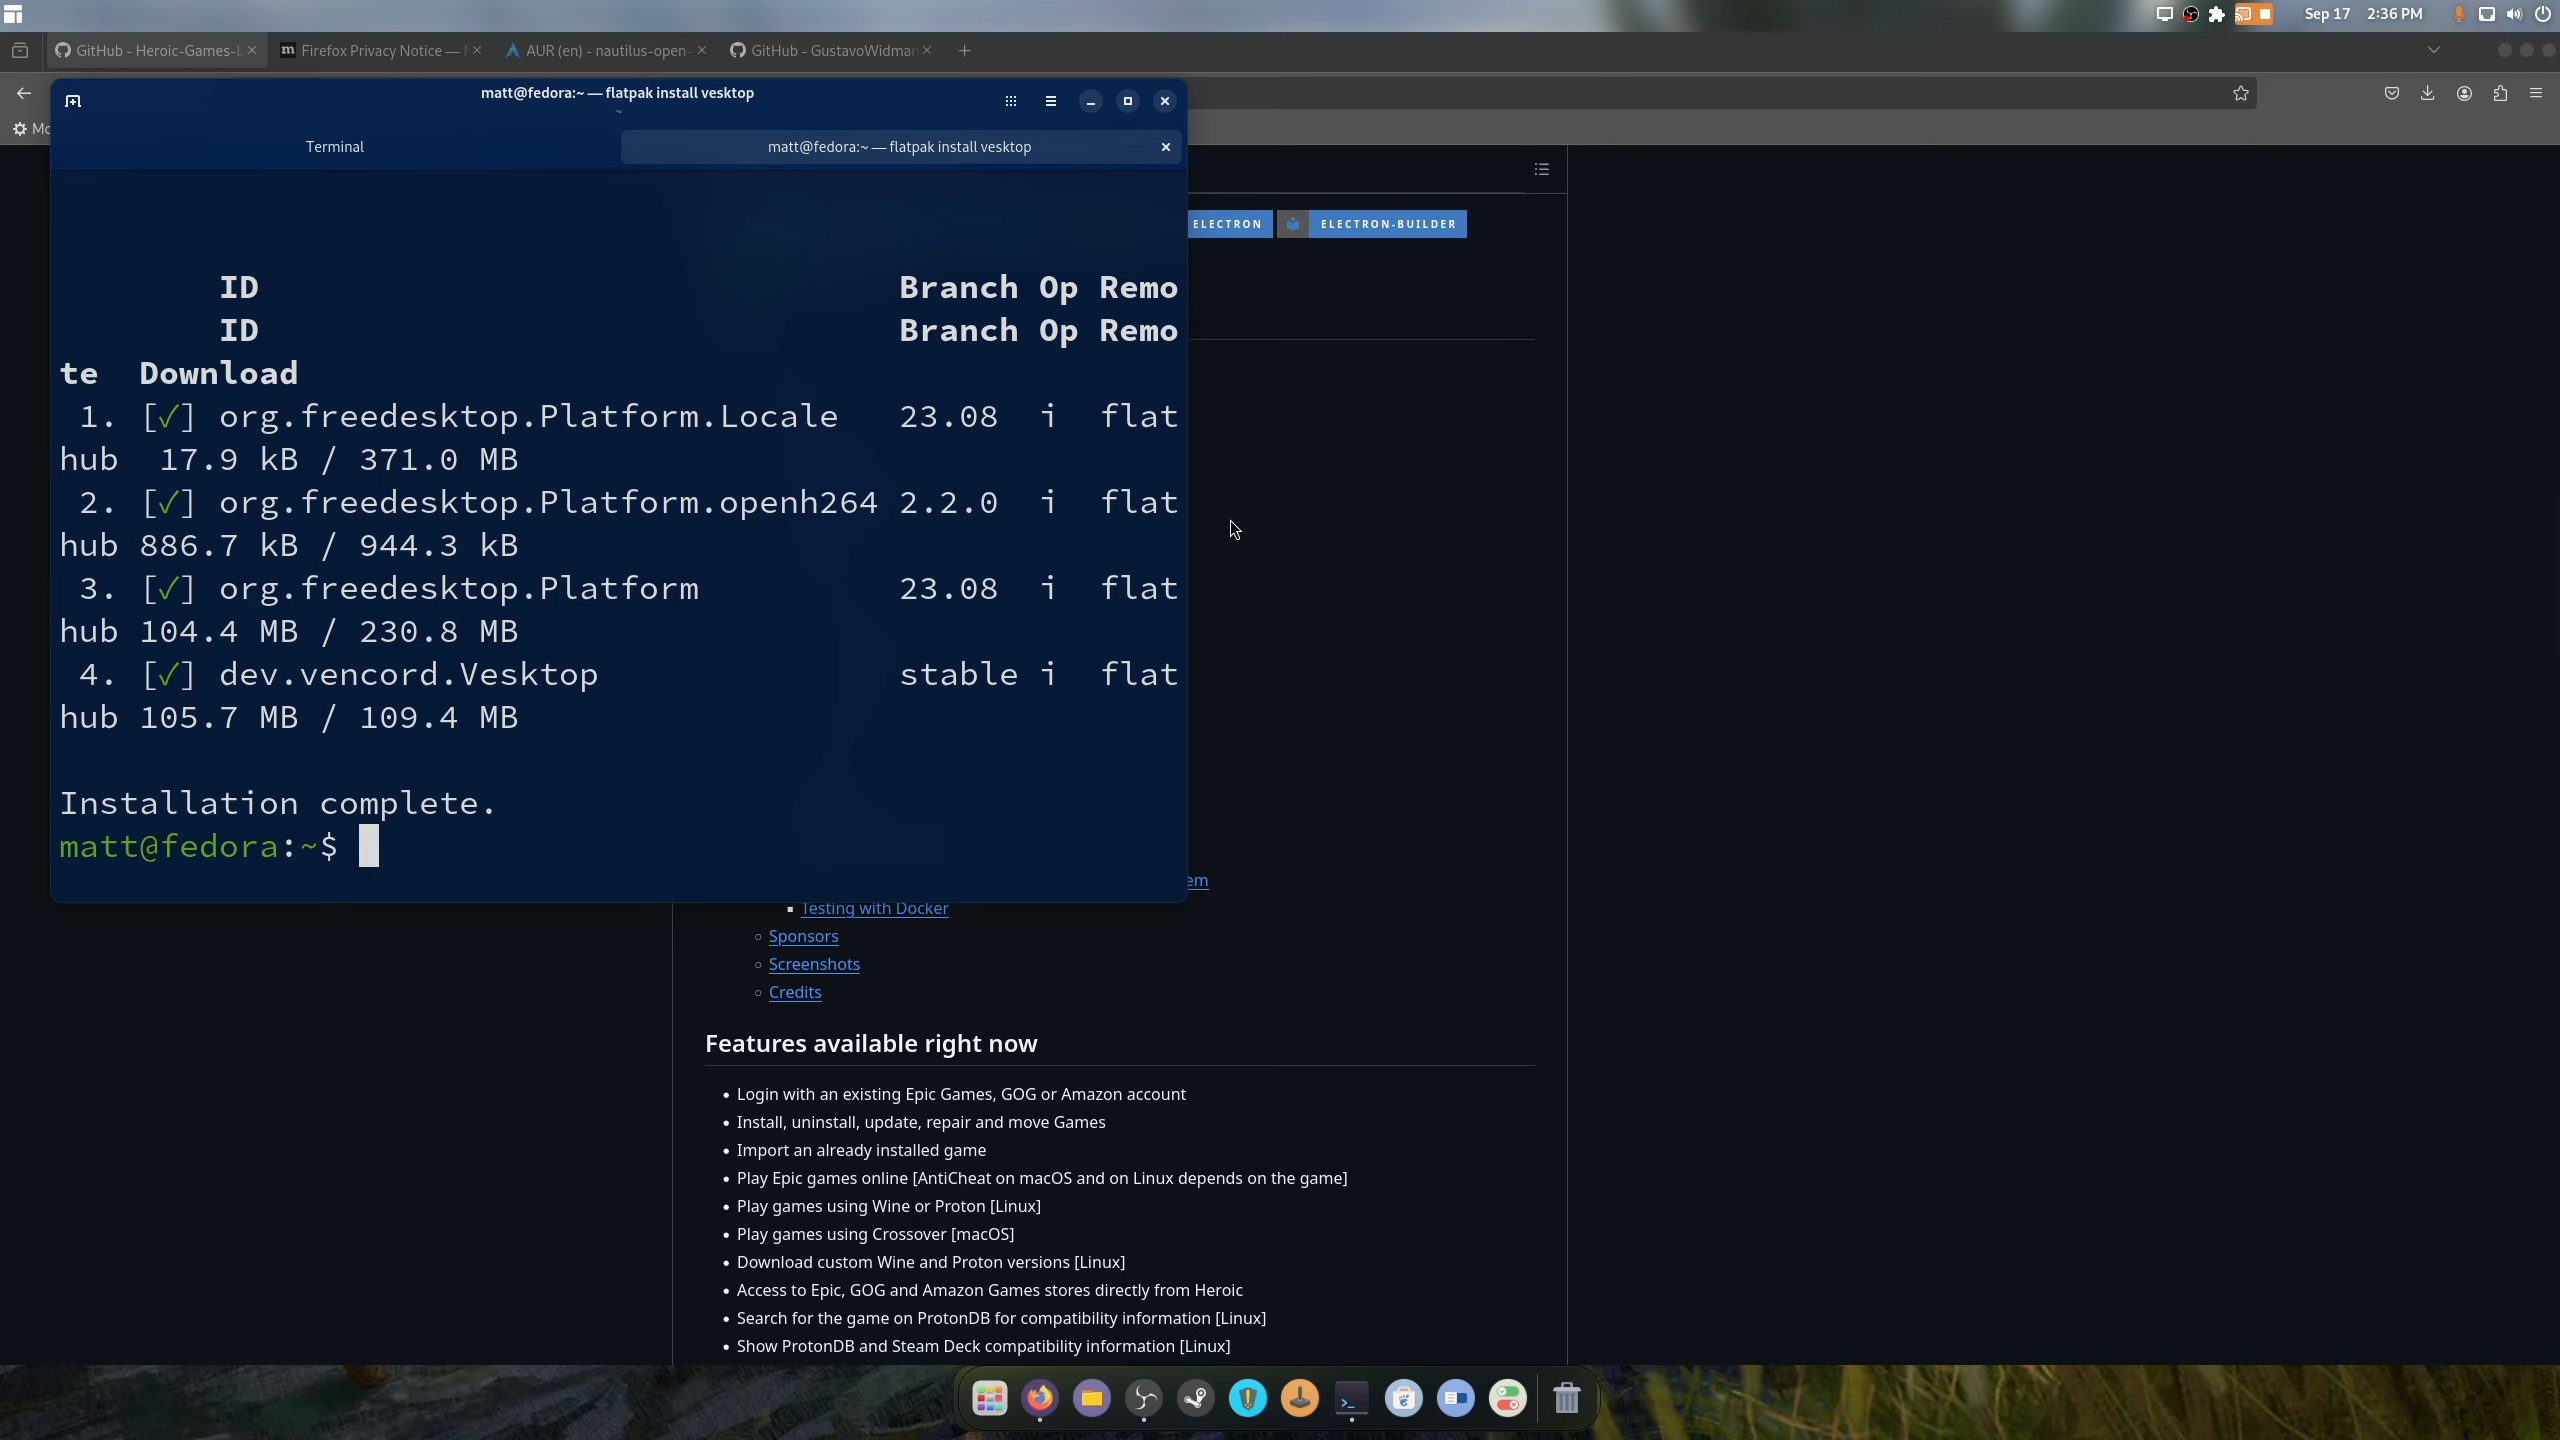 Sep 17 2:36 PM
GitHub - Heroic-Games-L
Firefox Privacy Notice —
AUR (en) - nautilus-open-
GitHub - GustavoWidman
matt@fedora:~ — flatpak install vesktop
~
Terminal
matt@fedora:~ — flatpak install vesktop
ELECTRON
ELECTRON-BUILDER
ID Branch Op Remo
ID Branch Op Remo
te Download
1. [✓] org.freedesktop.Platform.Locale 23.08 i flat
hub 17.9 kB / 371.0 MB
2. [✓] org.freedesktop.Platform.openh264 2.2.0 i flat
hub 886.7 kB / 944.3 kB
3. [✓] org.freedesktop.Platform 23.08 i flat
hub 104.4 MB / 230.8 MB
4. [✓] dev.vencord.Vesktop stable i flat
hub 105.7 MB / 109.4 MB
Installation complete.
matt@fedora:~$
em
Testing with Docker
Sponsors
Screenshots
Credits
Features available right now
Login with an existing Epic Games, GOG or Amazon account
Install, uninstall, update, repair and move Games
Import an already installed game
Play Epic games online [AntiCheat on macOS and on Linux depends on the game]
Play games using Wine or Proton [Linux]
Play games using Crossover [macOS]
Download custom Wine and Proton versions [Linux]
Access to Epic, GOG and Amazon Games stores directly from Heroic
Search for the game on ProtonDB for compatibility information [Linux]
Show ProtonDB and Steam Deck compatibility information [Linux]